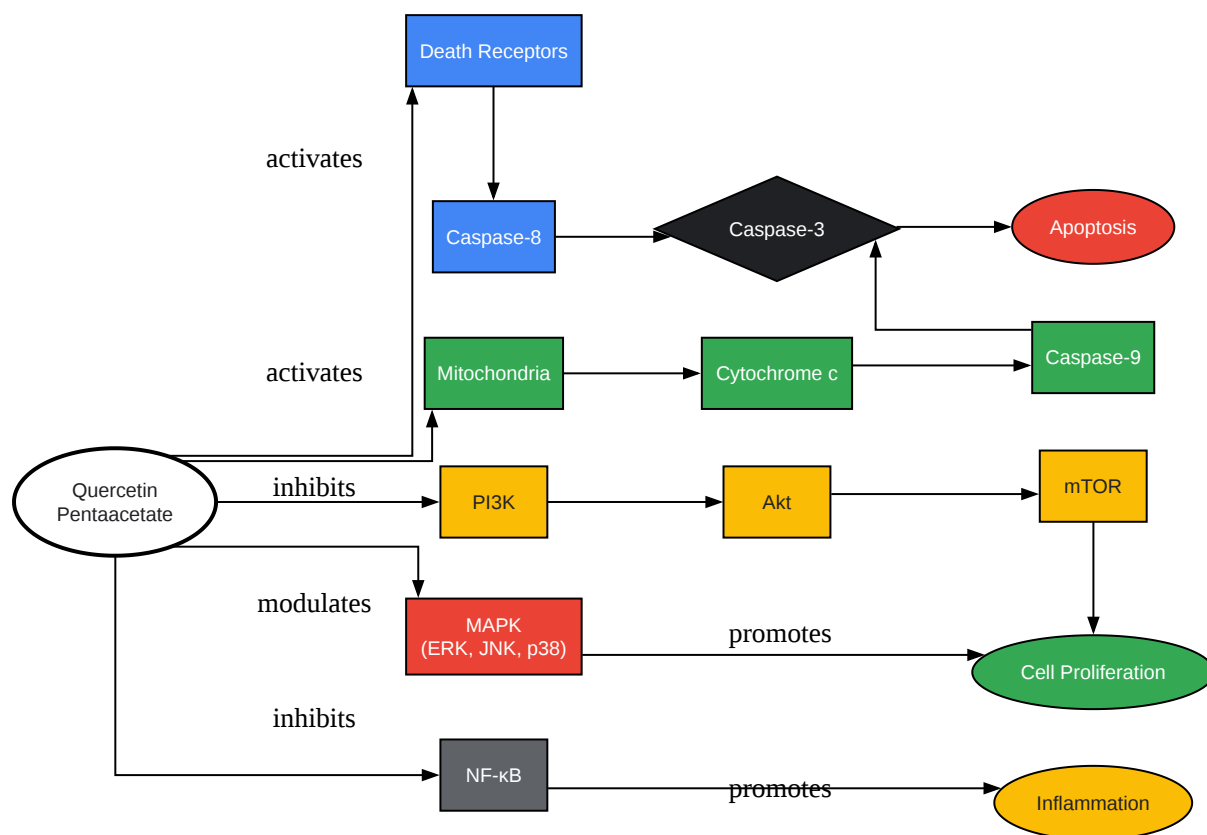 Death Receptors
activates
Caspase-8
Caspase-3
Apoptosis
activates
Mitochondria
Cytochrome c
Caspase-9
Quercetin
Pentaacetate
inhibits
PI3K
Akt
mTOR
modulates
MAPK
(ERK, JNK, p38)
promotes
Cell Proliferation
inhibits
NF-κB
promotes
Inflammation